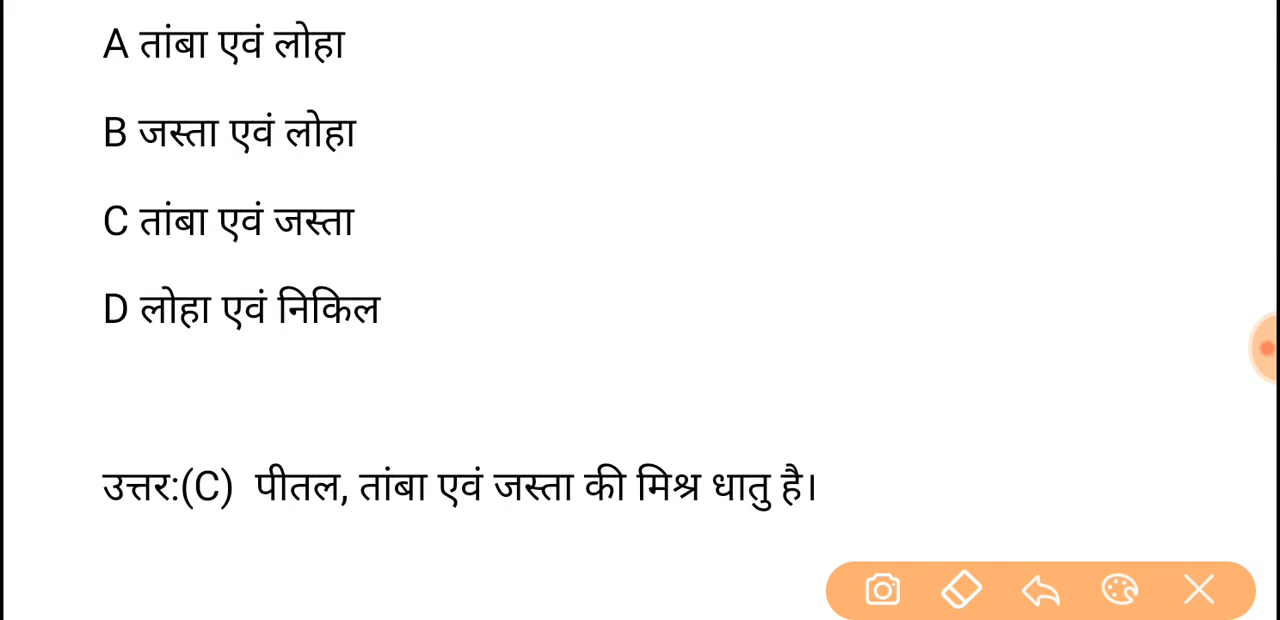 A तांबा एवं लोहा
B जस्ता एवं लोहा
C तांबा एवं जस्ता
D लोहा एवं निकिल
उत्तर:(C) पीतल, तांबा एवं जस्ता की मिश्र धातु है।